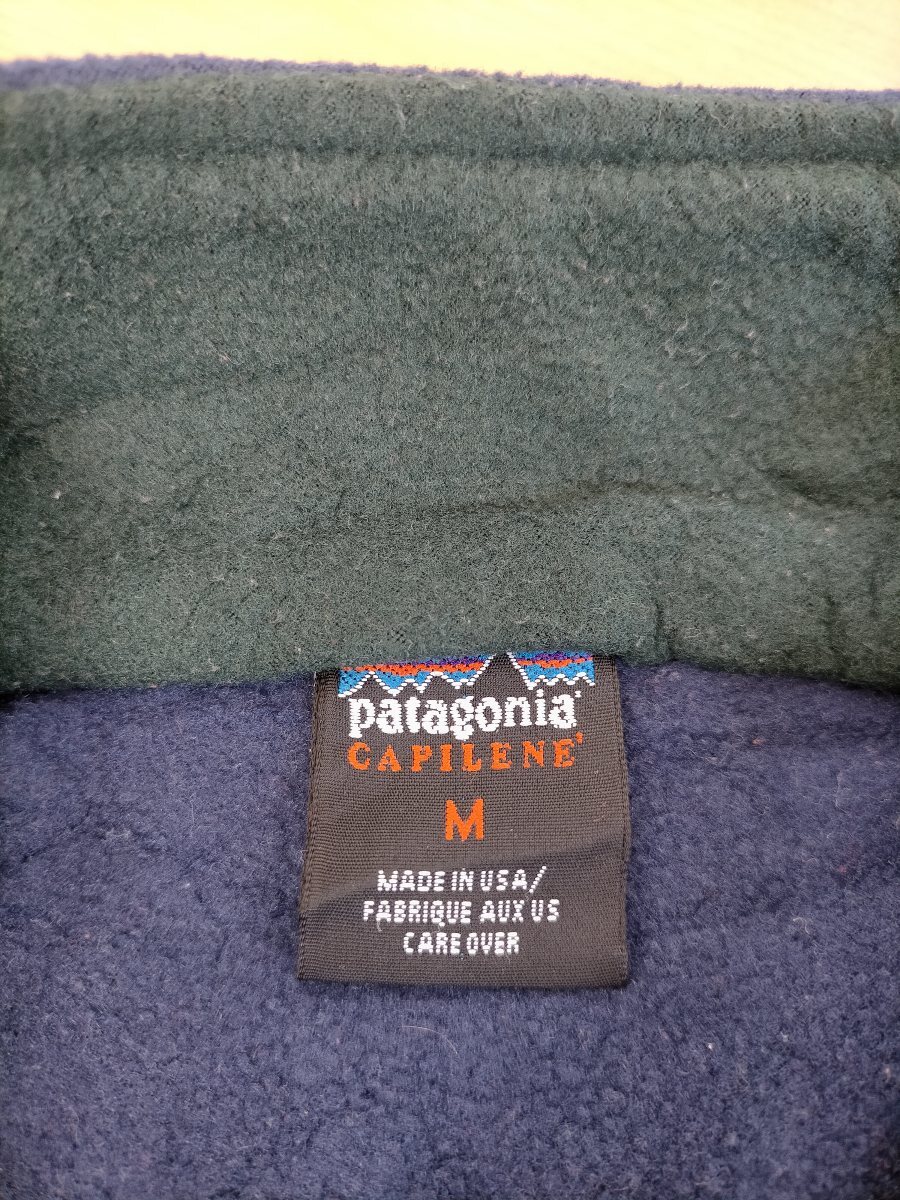 patagonia®
CAPILENE®
M
MADE IN USA/
FABRIQUE AUX US
CARE OVER